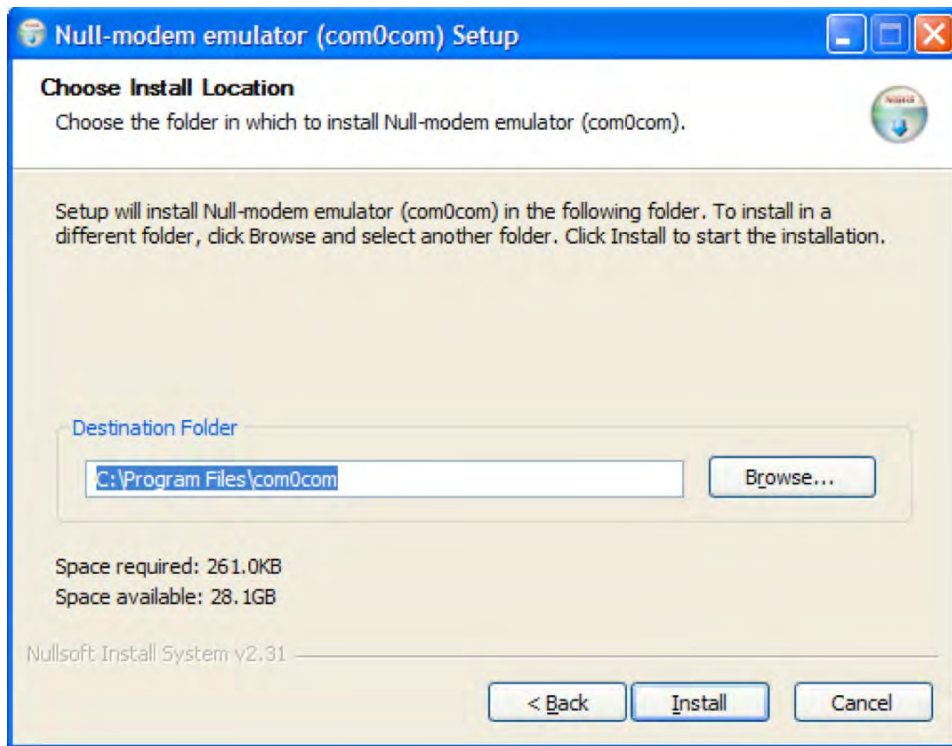 Null-modem emulator (com0com) Setup
Choose Install Location
Choose the folder in which to install Null-modem emulator (com0com).
Setup will install Null-modem emulator (com0com) in the following folder. To install in a
different folder, click Browse and select another folder. Click Install to start the installation.
Destination Folder
C:\Program Files\com0com
Browse...
Space required: 261.0KB
Space available: 28.1GB
Nullsoft Install System v2.31
< Back
Install
Cancel